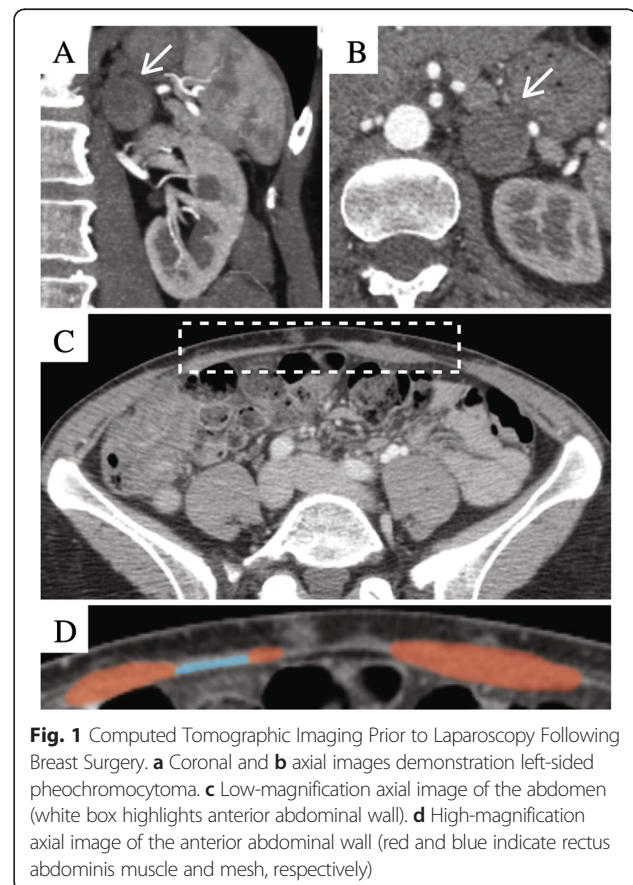 A
B
C
D
Fig. 1 Computed Tomographic Imaging Prior to Laparoscopy Following
Breast Surgery. a Coronal and b axial images demonstration left-sided
pheochromocytoma. c Low-magnification axial image of the abdomen
(white box highlights anterior abdominal wall). d High-magnification
axial image of the anterior abdominal wall (red and blue indicate rectus
abdominis muscle and mesh, respectively)